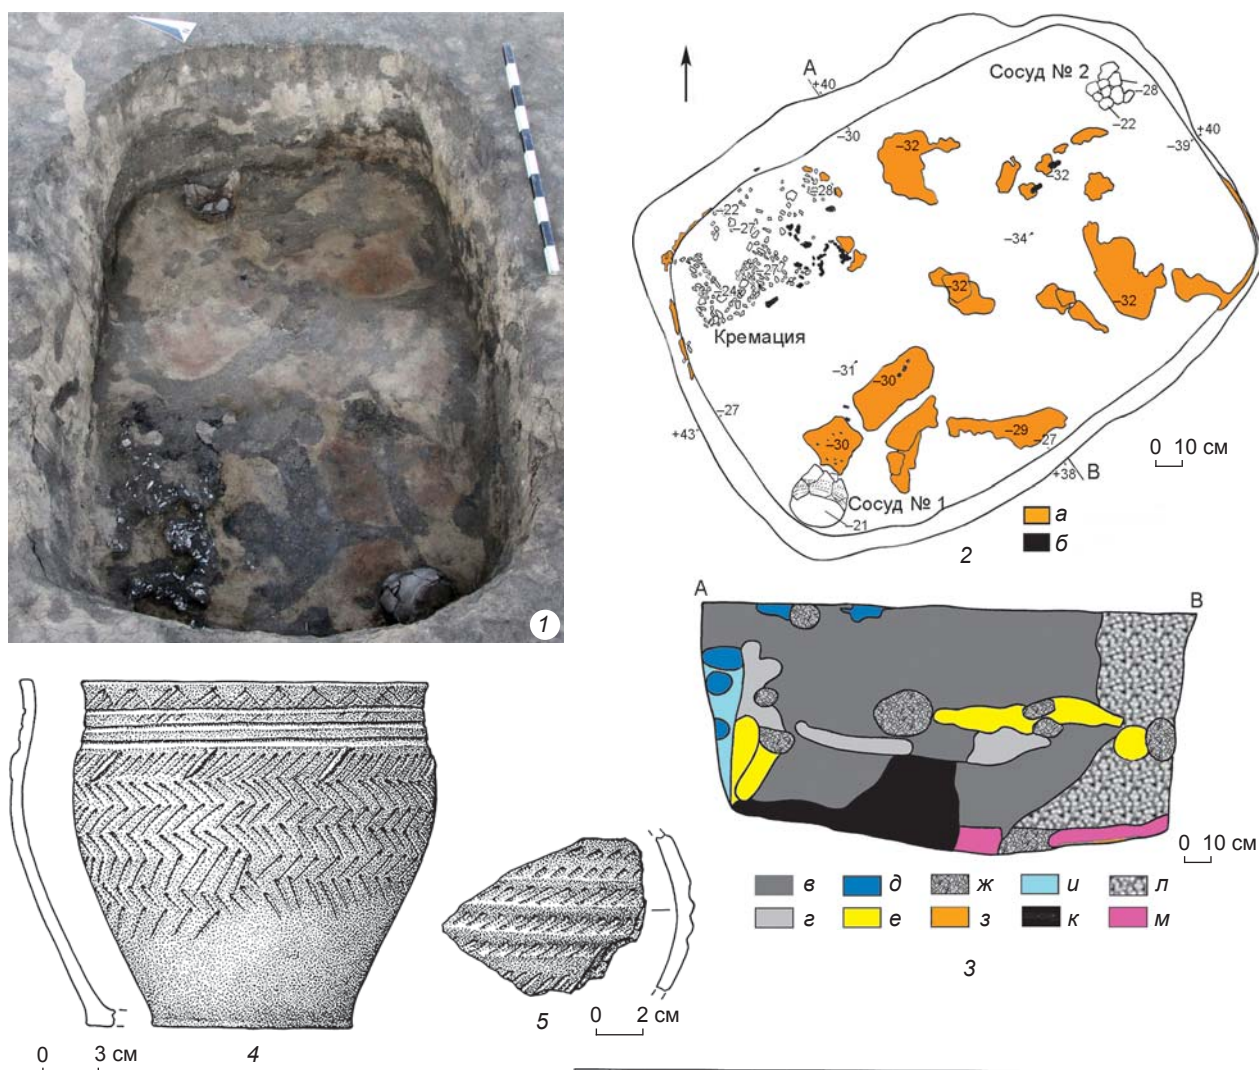 1
А
+40
Сосуд № 2
–28
–22
+40
–39
–30
–32
–28
–32
–22
–27
–34
–27
–24
–32
–32
Кремация
–31
–30
–27
+43
–30
–29
–27
0 10 см
+38 В
Сосуд № 1
–21
а
2
б
А
В
0 10 см
в д ж и л
г е з к м
3
5
0 2 см
0 3 см
4